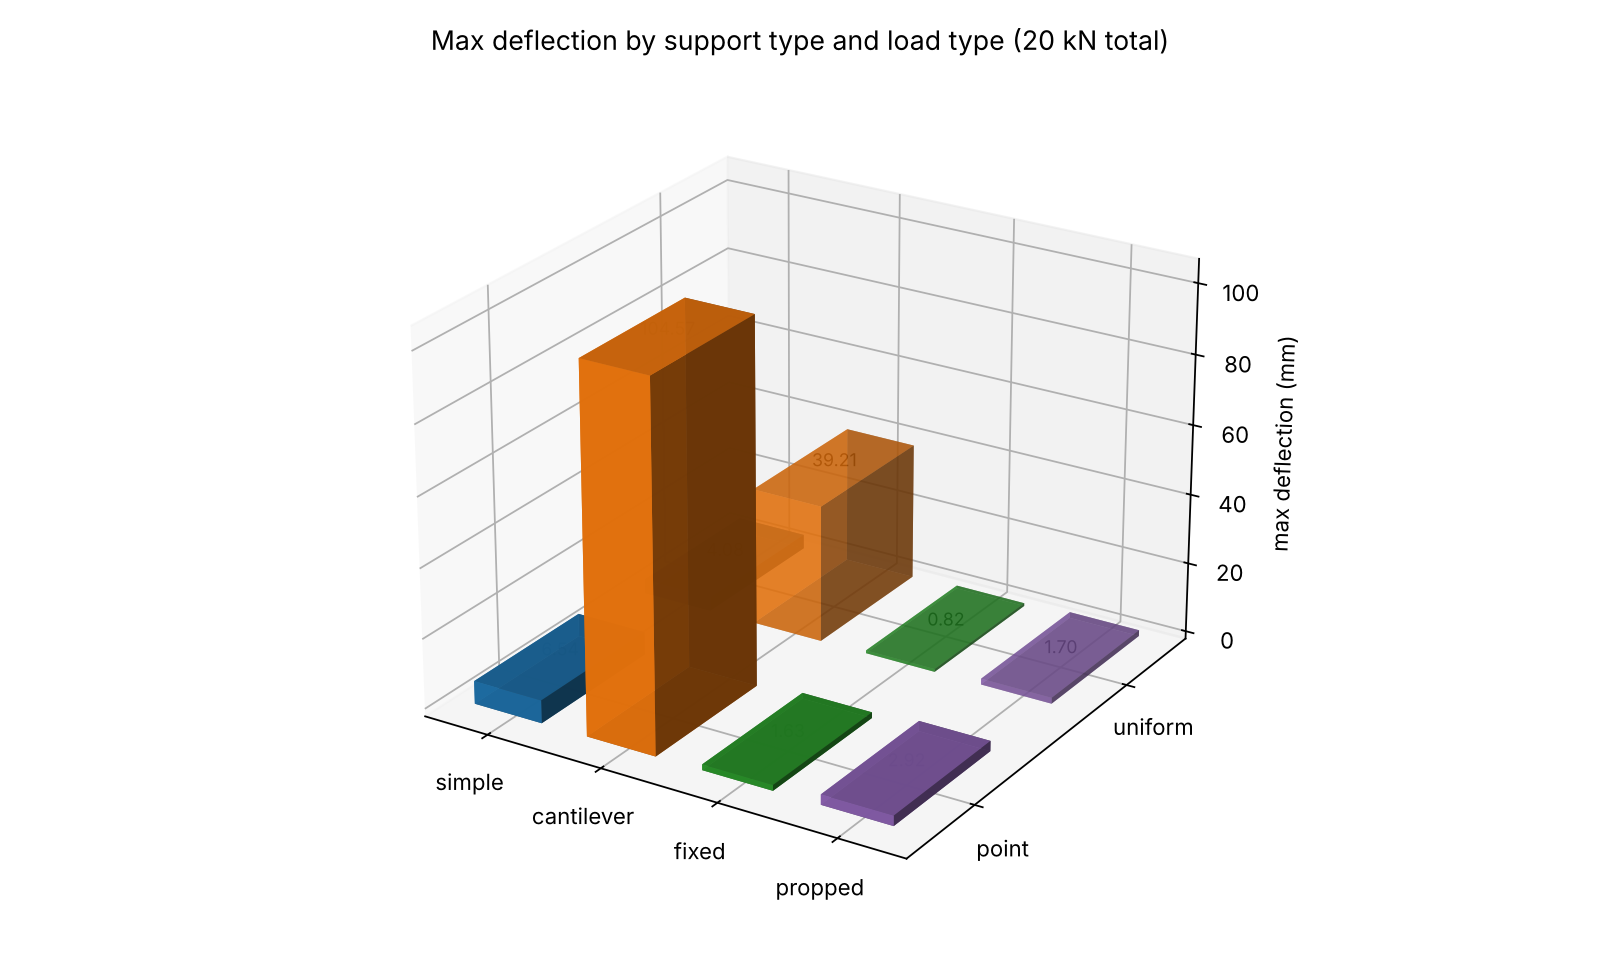 Max deflection by support type and load type (20 kN total)
100
80
60
40
20
0
max deflection (mm)
39.21
0.82
1.70
simple
cantilever
fixed
propped
point
uniform